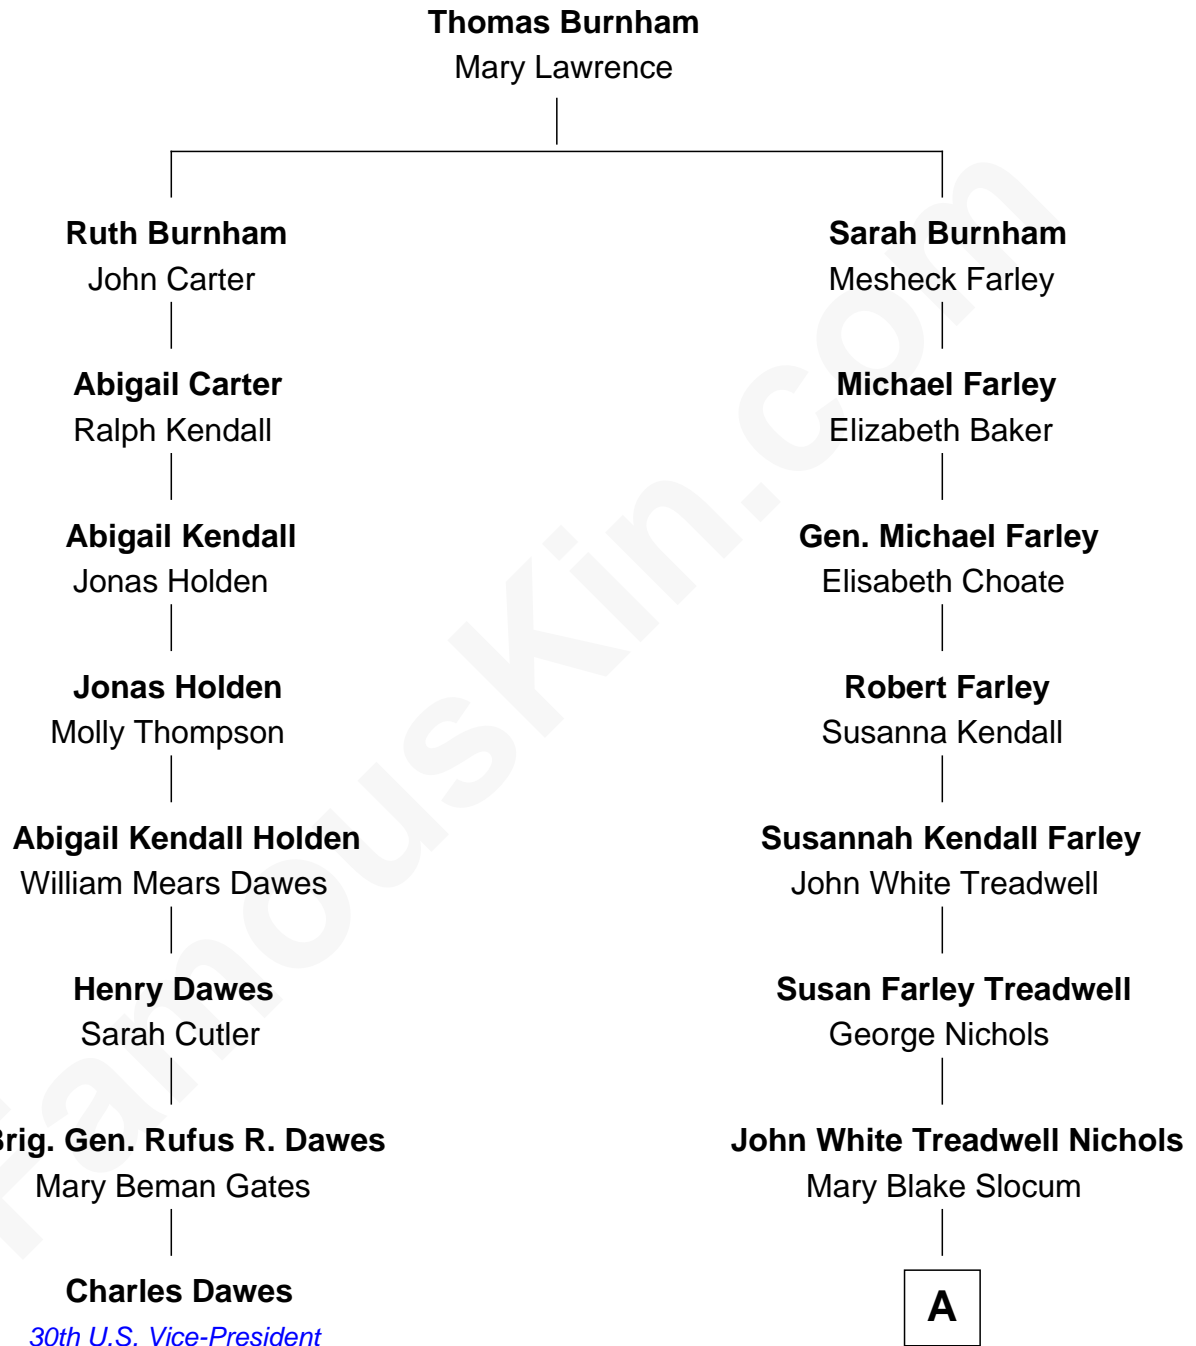 Thomas Burnham
Mary Lawrence
Ruth Burnham
John Carter
Sarah Burnham
Mesheck Farley
Abigail Carter
Ralph Kendall
Michael Farley
Elizabeth Baker
Abigail Kendall
Jonas Holden
Gen. Michael Farley
Elisabeth Choate
Jonas Holden
Molly Thompson
Robert Farley
Susanna Kendall
Abigail Kendall Holden
William Mears Dawes
Susannah Kendall Farley
John White Treadwell
Henry Dawes
Sarah Cutler
Susan Farley Treadwell
George Nichols
Brig. Gen. Rufus R. Dawes
Mary Beman Gates
John White Treadwell Nichols
Mary Blake Slocum
Charles Dawes
30th U.S. Vice-President
A
FamousKin.com